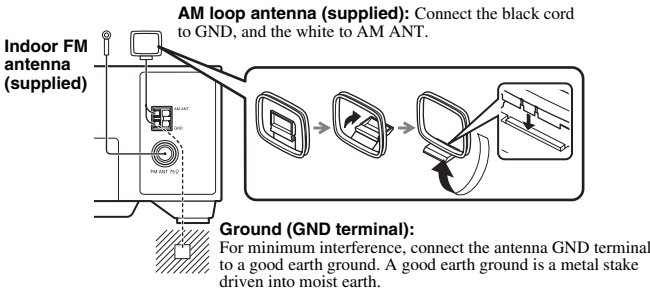 AM loop antenna (supplied): Connect the black cord
to GND, and the white to AM ANT.
Indoor FM
antenna
(supplied)
AM ANT
GND
FM ANT 75Ω
Ground (GND terminal):
For minimum interference, connect the antenna GND terminal
to a good earth ground. A good earth ground is a metal stake
driven into moist earth.